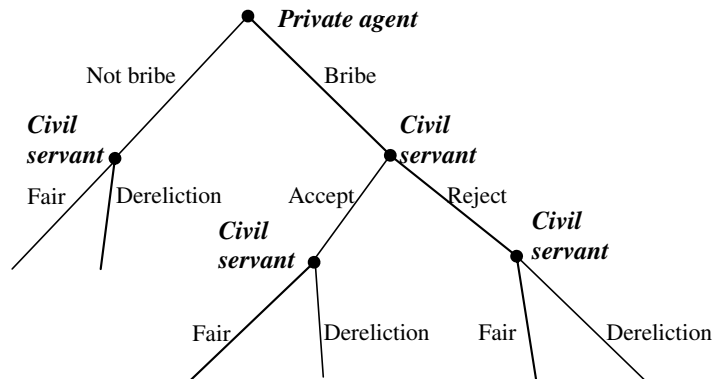 Private agent
Not bribe
Bribe
Civil
servant
Civil
servant
Fair
Dereliction
Accept
Reject
Civil
servant
Civil
servant
Fair
Dereliction
Fair
Dereliction